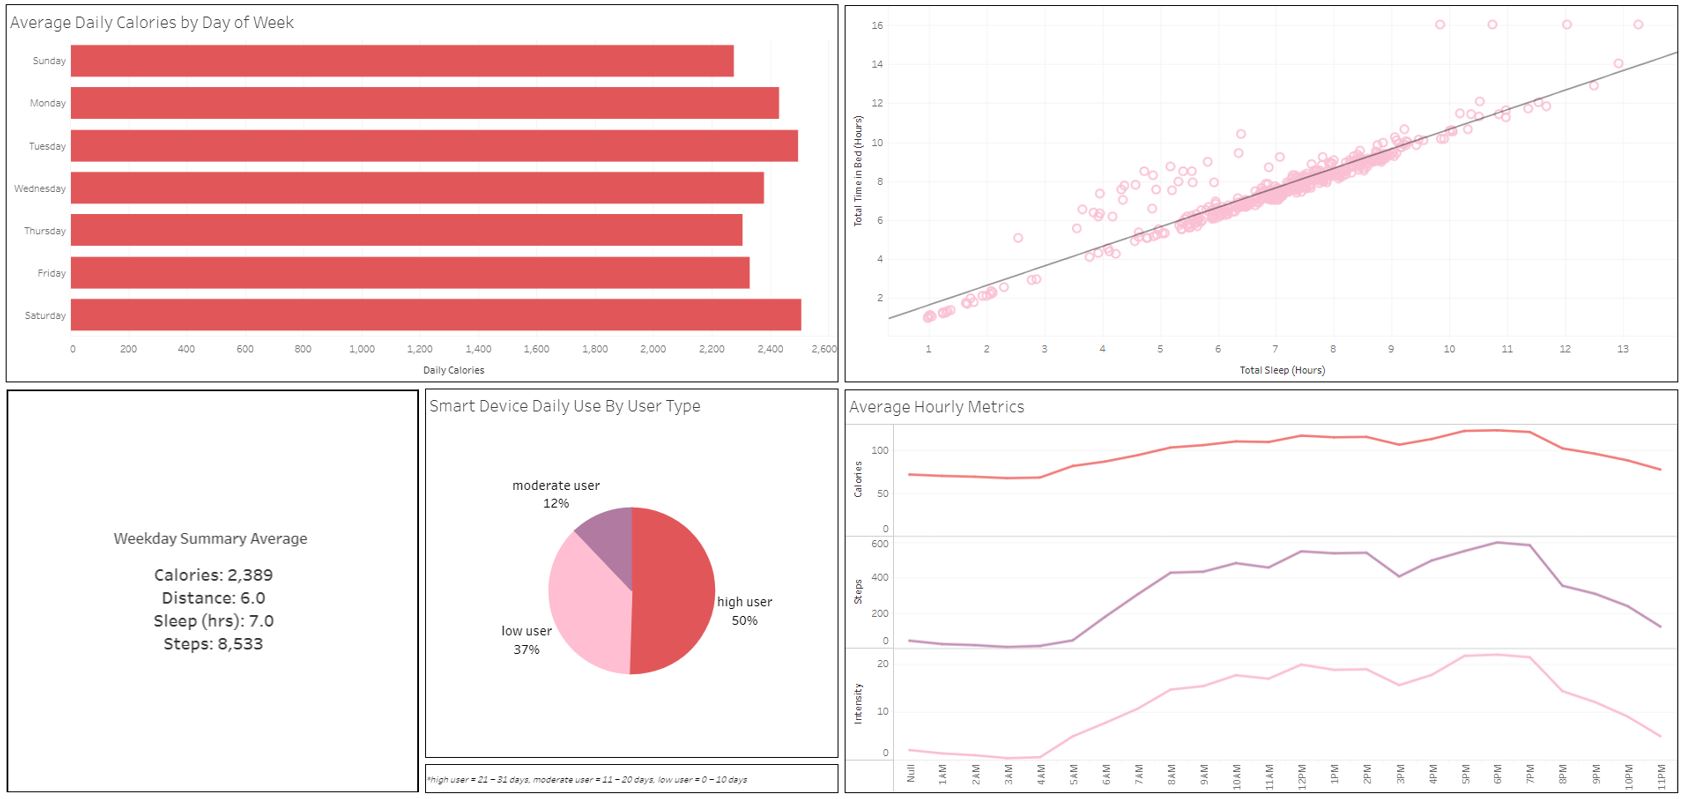 Average Daily Calories by Day of Week
Sunday
Monday
Tuesday
Wednesday
Thursday
Friday
Saturday
0 200 400 600 800 1,000 1,200 1,400 1,600 1,800 2,000 2,200 2,400 2,600
Daily Calories
Total Time in Bed (Hours)
16
14
12
10
8
6
4
2
1 2 3 4 5 6 7 8 9 10 11 12 13
Total Sleep (Hours)
Weekday Summary Average
Calories: 2,389
Distance: 6.0
Sleep (hrs): 7.0
Steps: 8,533
Smart Device Daily Use By User Type
moderate user
12%
high user
50%
low user
37%
*high user = 21 – 31 days, moderate user = 11 – 20 days, low user = 0 – 10 days
Average Hourly Metrics
Calories
100
50
0
Steps
600
400
200
0
Intensity
20
10
0
Null 1AM 2AM 3AM 4AM 5AM 6AM 7AM 8AM 9AM 10AM 11AM 12PM 1PM 2PM 3PM 4PM 5PM 6PM 7PM 8PM 9PM 10PM 11PM